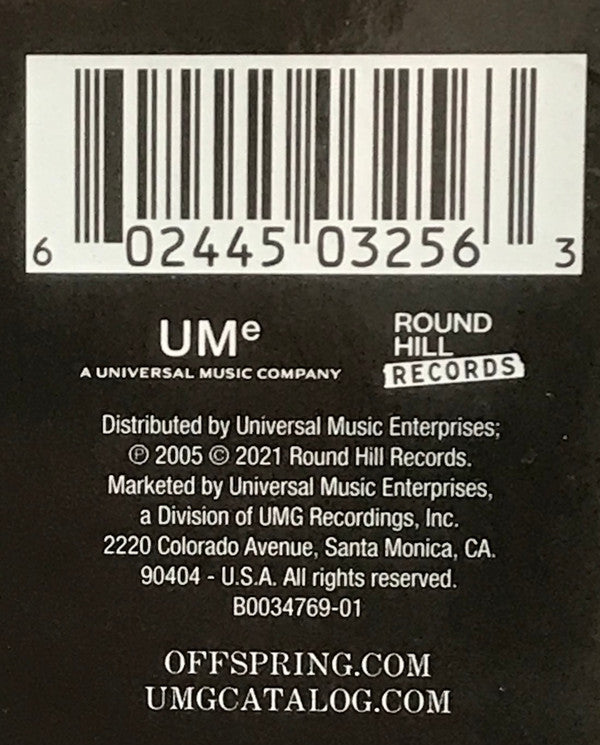 6 02445 03256 3
UMe
A UNIVERSAL MUSIC COMPANY
ROUND
HILL
RECORDS
Distributed by Universal Music Enterprises;
℗ 2005 © 2021 Round Hill Records.
Marketed by Universal Music Enterprises,
a Division of UMG Recordings, Inc.
2220 Colorado Avenue, Santa Monica, CA.
90404 - U.S.A. All rights reserved.
B0034769-01
OFFSPRING.COM
UMGCATALOG.COM